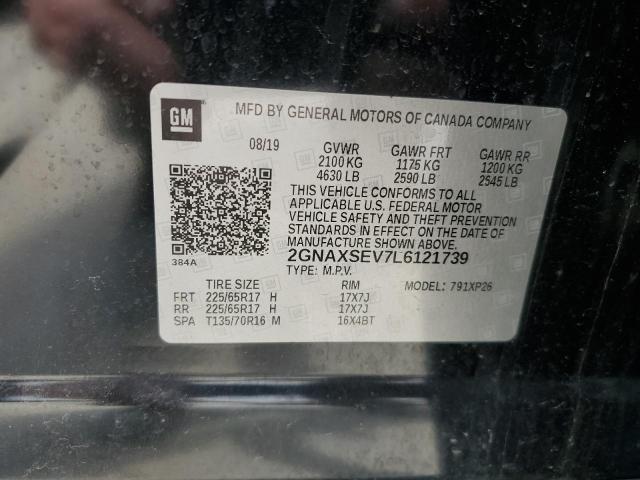 GM
MFD BY GENERAL MOTORS OF CANADA COMPANY
08/19 GVWR GAWR FRT GAWR RR
2100 KG 1175 KG 1200 KG
4630 LB 2590 LB 2545 LB
THIS VEHICLE CONFORMS TO ALL
APPLICABLE U.S. FEDERAL MOTOR
VEHICLE SAFETY AND THEFT PREVENTION
STANDARDS IN EFFECT ON THE DATE OF
MANUFACTURE SHOWN ABOVE.
384A
2GNAXSEV7L6121739
TYPE: M.P.V.
TIRE SIZE RIM MODEL: 791XP26
FRT 225/65R17 H 17X7J
RR 225/65R17 H 17X7J
SPA T135/70R16 M 16X4BT